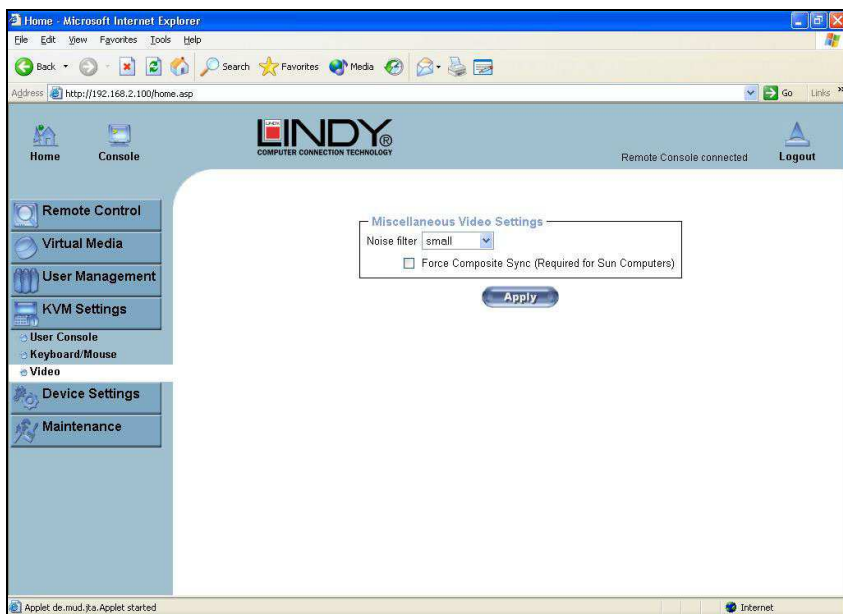 Home - Microsoft Internet Explorer
File Edit View Favorites Tools Help
Back Search Favorites Media
Address http://192.168.2.100/home.asp Go Links »
Home Console LINDY® Remote Console connected Logout
COMPUTER CONNECTION TECHNOLOGY
Remote Control
Virtual Media
User Management
KVM Settings
User Console
Keyboard/Mouse
Video
Device Settings
Maintenance
Miscellaneous Video Settings
Noise filter small
Force Composite Sync (Required for Sun Computers)
Apply
Applet de.mud.jta.Applet started Internet